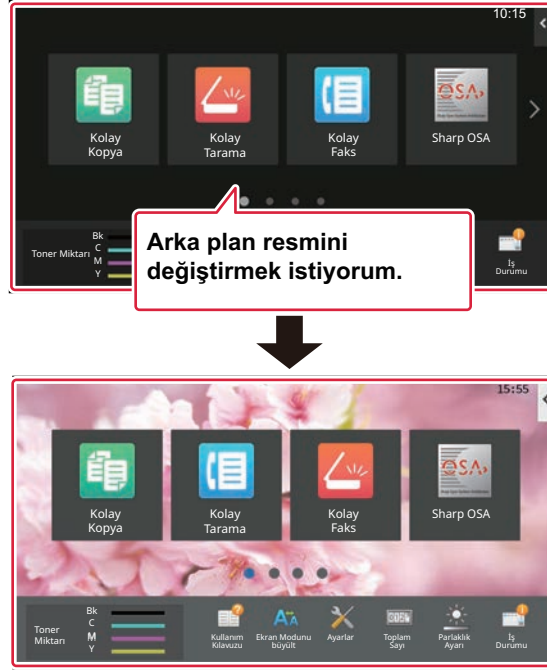 10:15
Kolay
Kopya
Kolay
Tarama
Kolay
Faks
OSA
Sharp OSA
Toner Miktarı
Bk
C
M
Y
İş
Durumu
Arka plan resmini
değiştirmek istiyorum.
15:55
Kolay
Kopya
Kolay
Tarama
Kolay
Faks
OSA
Sharp OSA
Toner
Miktarı
Bk
C
M
Y
Kullanım
Kılavuzu
Ekran Modunu
büyült
Ayarlar
Toplam
Sayı
Parlaklık
Ayarı
İş
Durumu